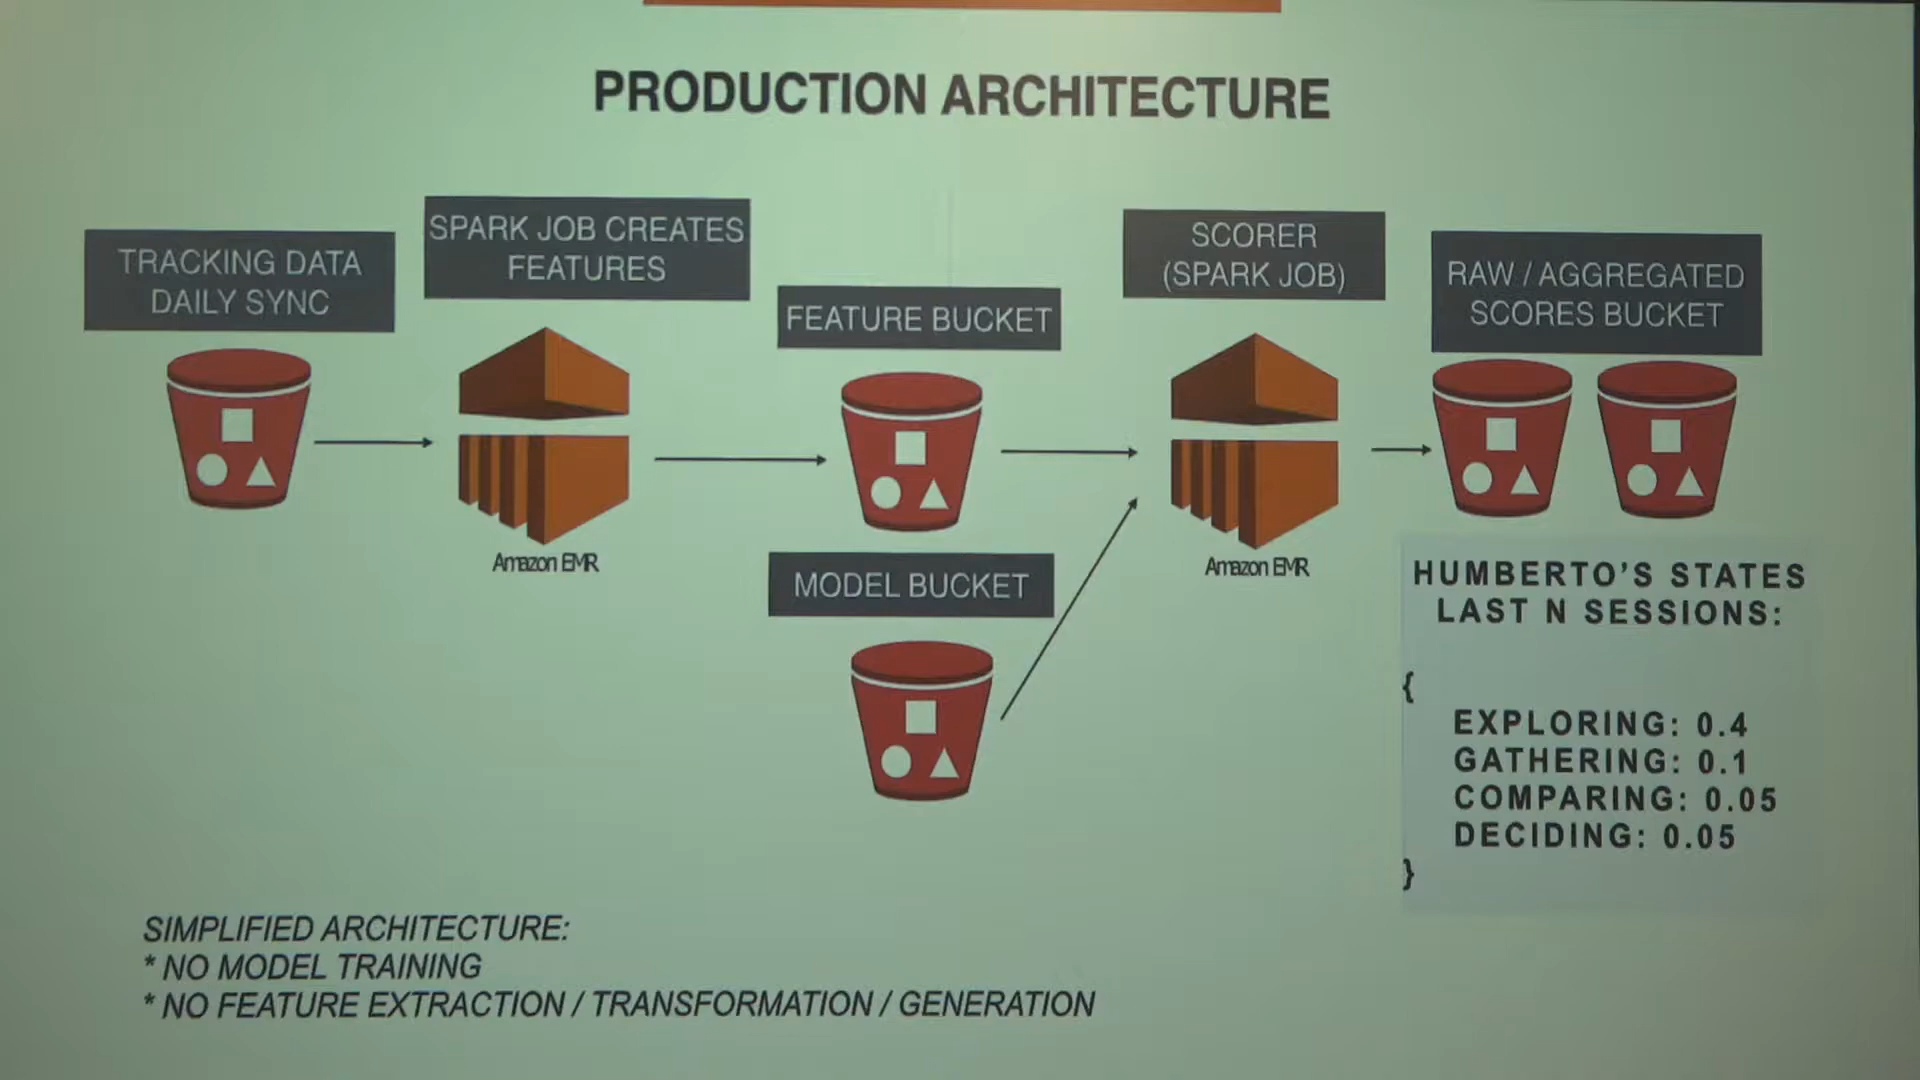 PRODUCTION ARCHITECTURE
TRACKING DATA
DAILY SYNC
SPARK JOB CREATES
FEATURES
FEATURE BUCKET
SCORER
(SPARK JOB)
RAW / AGGREGATED
SCORES BUCKET
Amazon EMR
Amazon EMR
MODEL BUCKET
HUMBERTO'S STATES
LAST N SESSIONS:
{
EXPLORING: 0.4
GATHERING: 0.1
COMPARING: 0.05
DECIDING: 0.05
}
SIMPLIFIED ARCHITECTURE:
* NO MODEL TRAINING
* NO FEATURE EXTRACTION / TRANSFORMATION / GENERATION